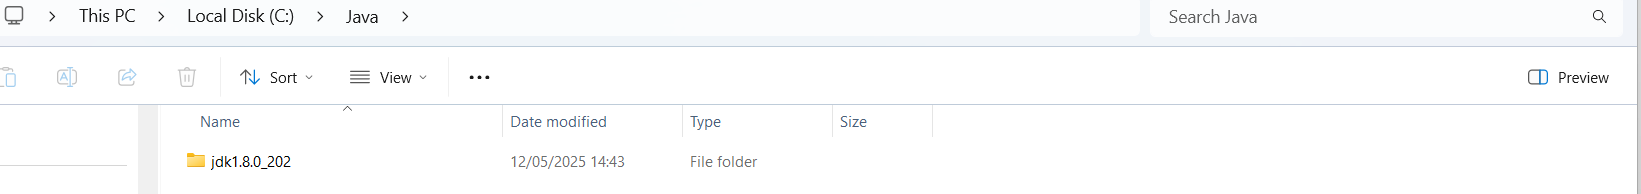 This PC > Local Disk (C:) > Java >
Search Java
Sort
View
Preview
Name
Date modified
Type
Size
jdk1.8.0_202
12/05/2025 14:43
File folder